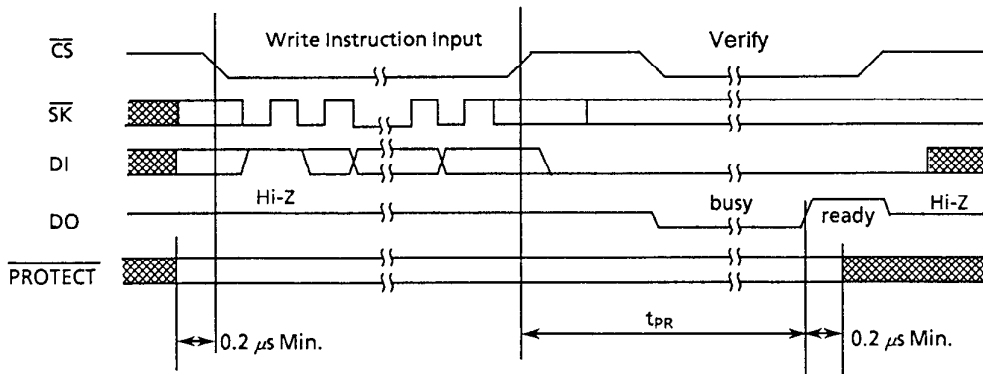 Write Instruction Input
Verify
CS
SK
DI
Hi-Z
DO
busy
ready
Hi-Z
PROTECT
0.2 μs Min.
tPR
0.2 μs Min.